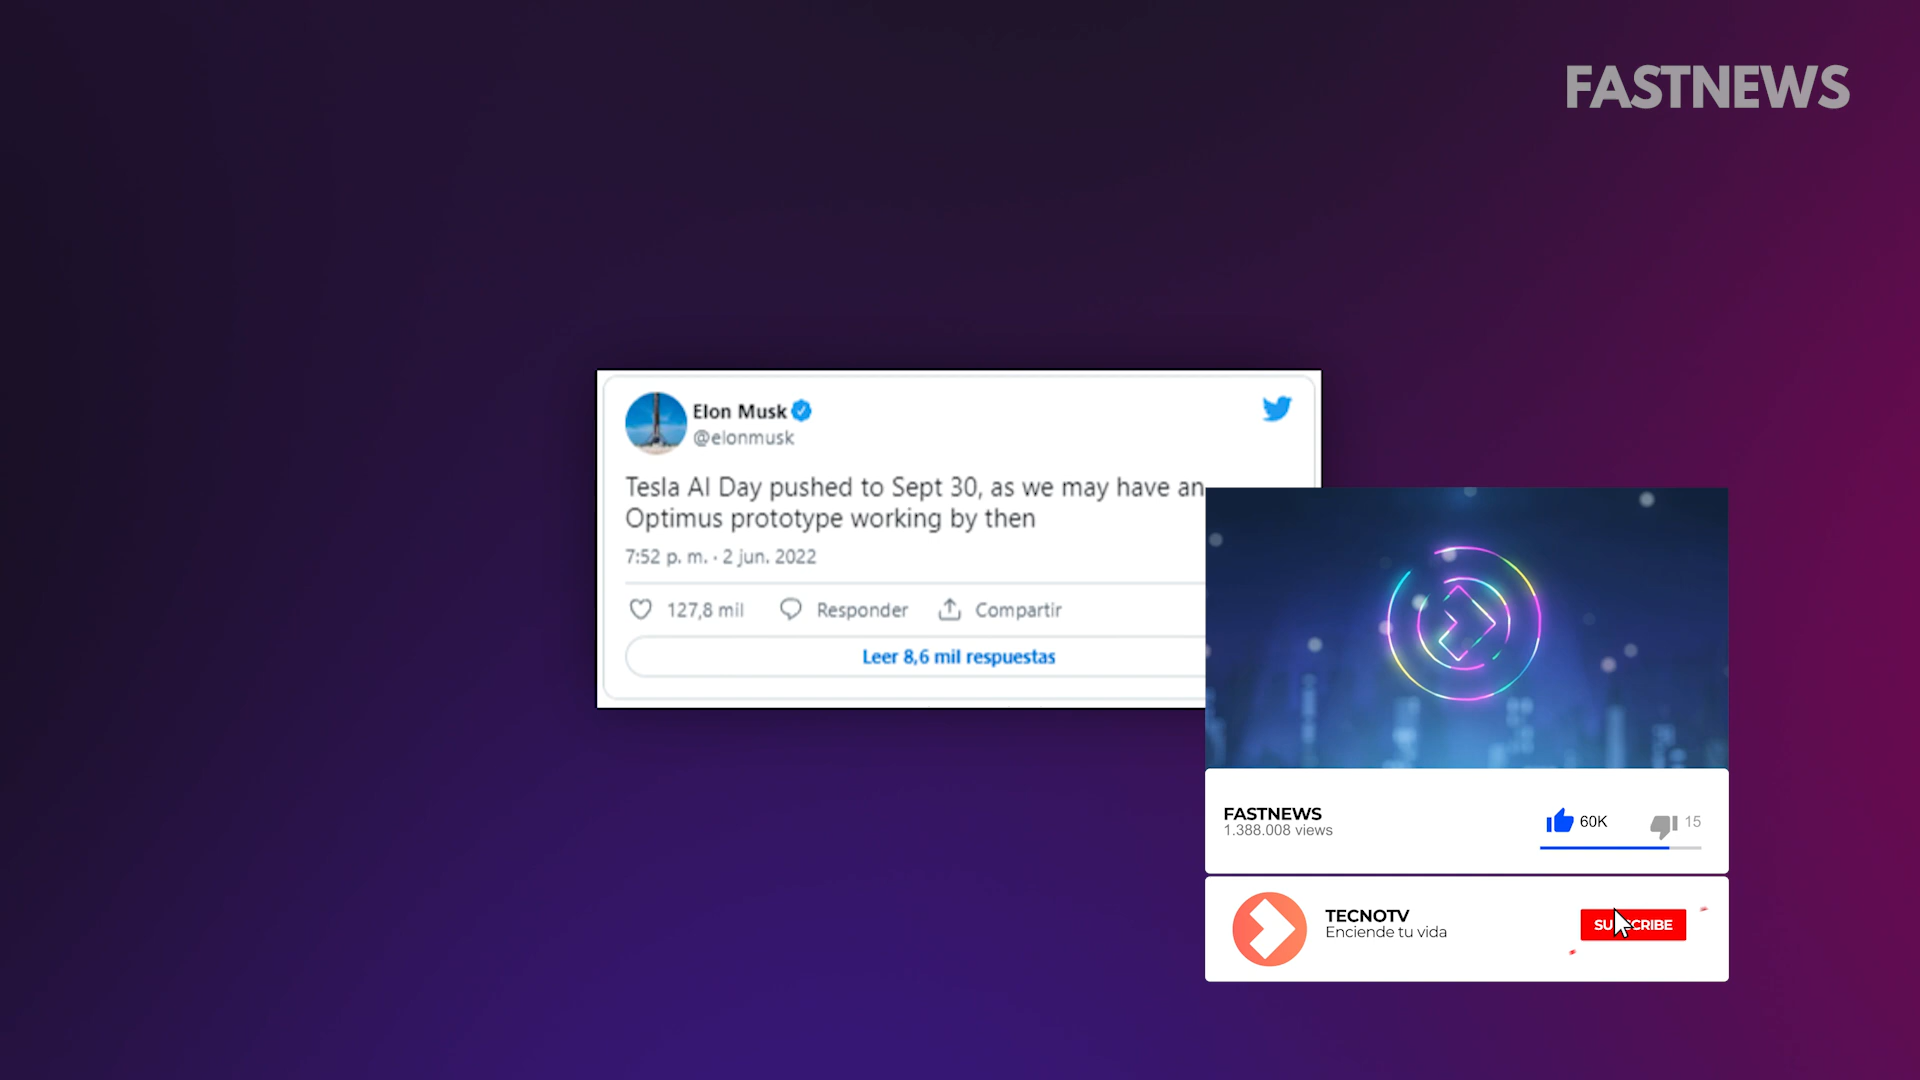 FASTNEWS
Elon Musk
@elonmusk
Tesla AI Day pushed to Sept 30, as we may have an
Optimus prototype working by then
7:52 p. m. · 2 jun. 2022
127,8 mil Responder Compartir
Leer 8,6 mil respuestas
FASTNEWS
1.388.008 views
60K 15
TECNOTV
Enciende tu vida
SUBSCRIBE